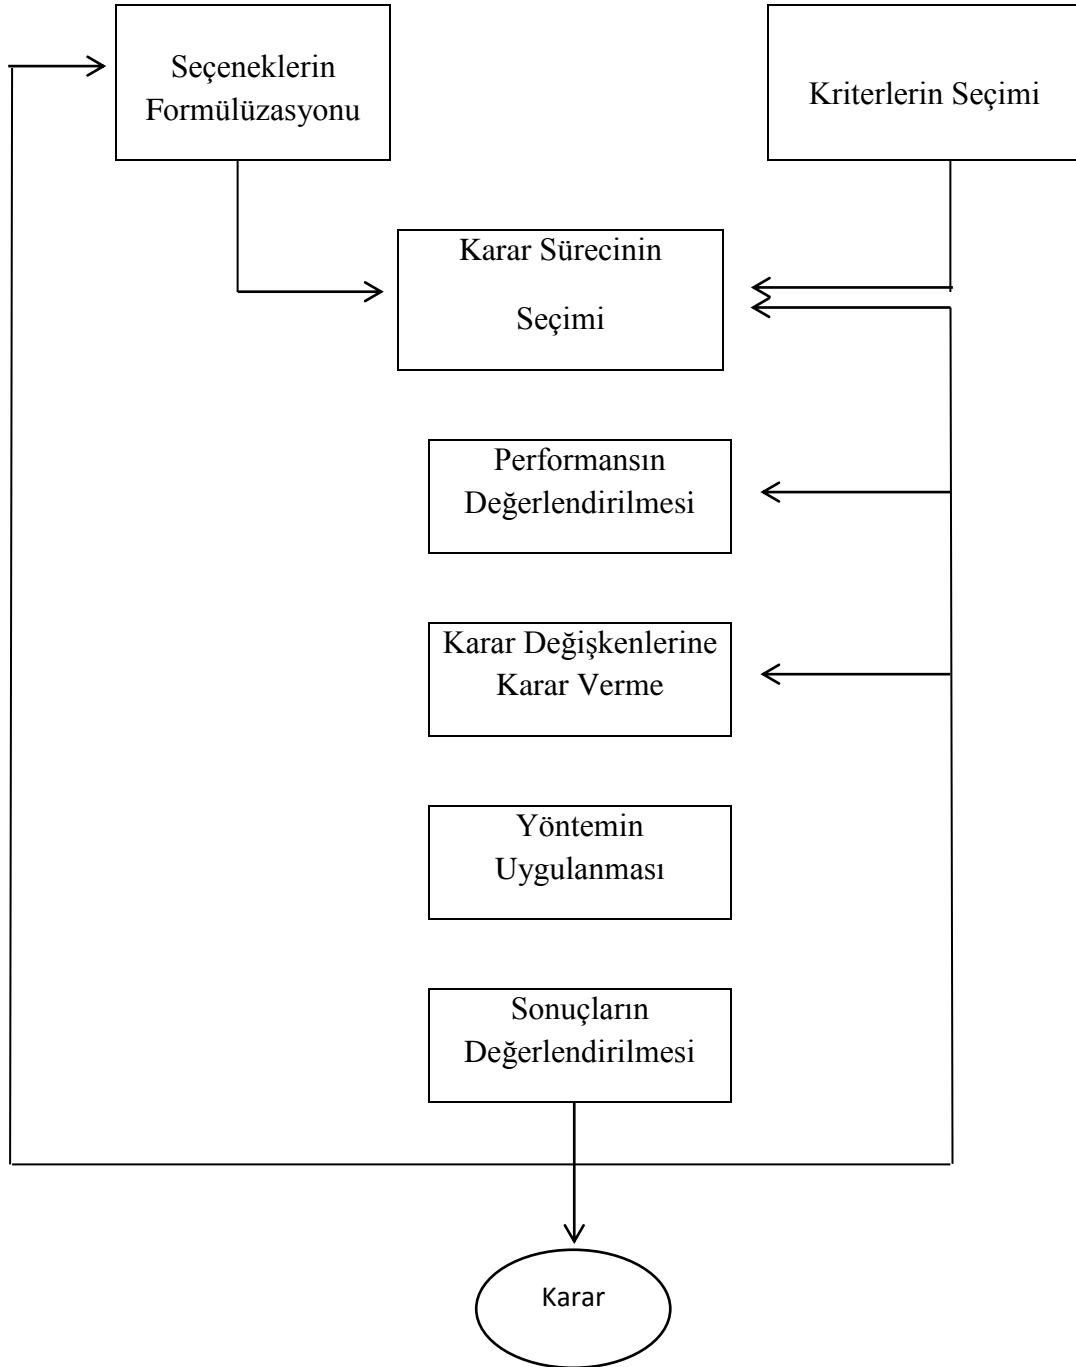 Seçeneklerin
Formülüzasyonu
Kriterlerin Seçimi
Karar Sürecinin
Seçimi
Performansın
Değerlendirilmesi
Karar Değişkenlerine
Karar Verme
Yöntemin
Uygulanması
Sonuçların
Değerlendirilmesi
Karar